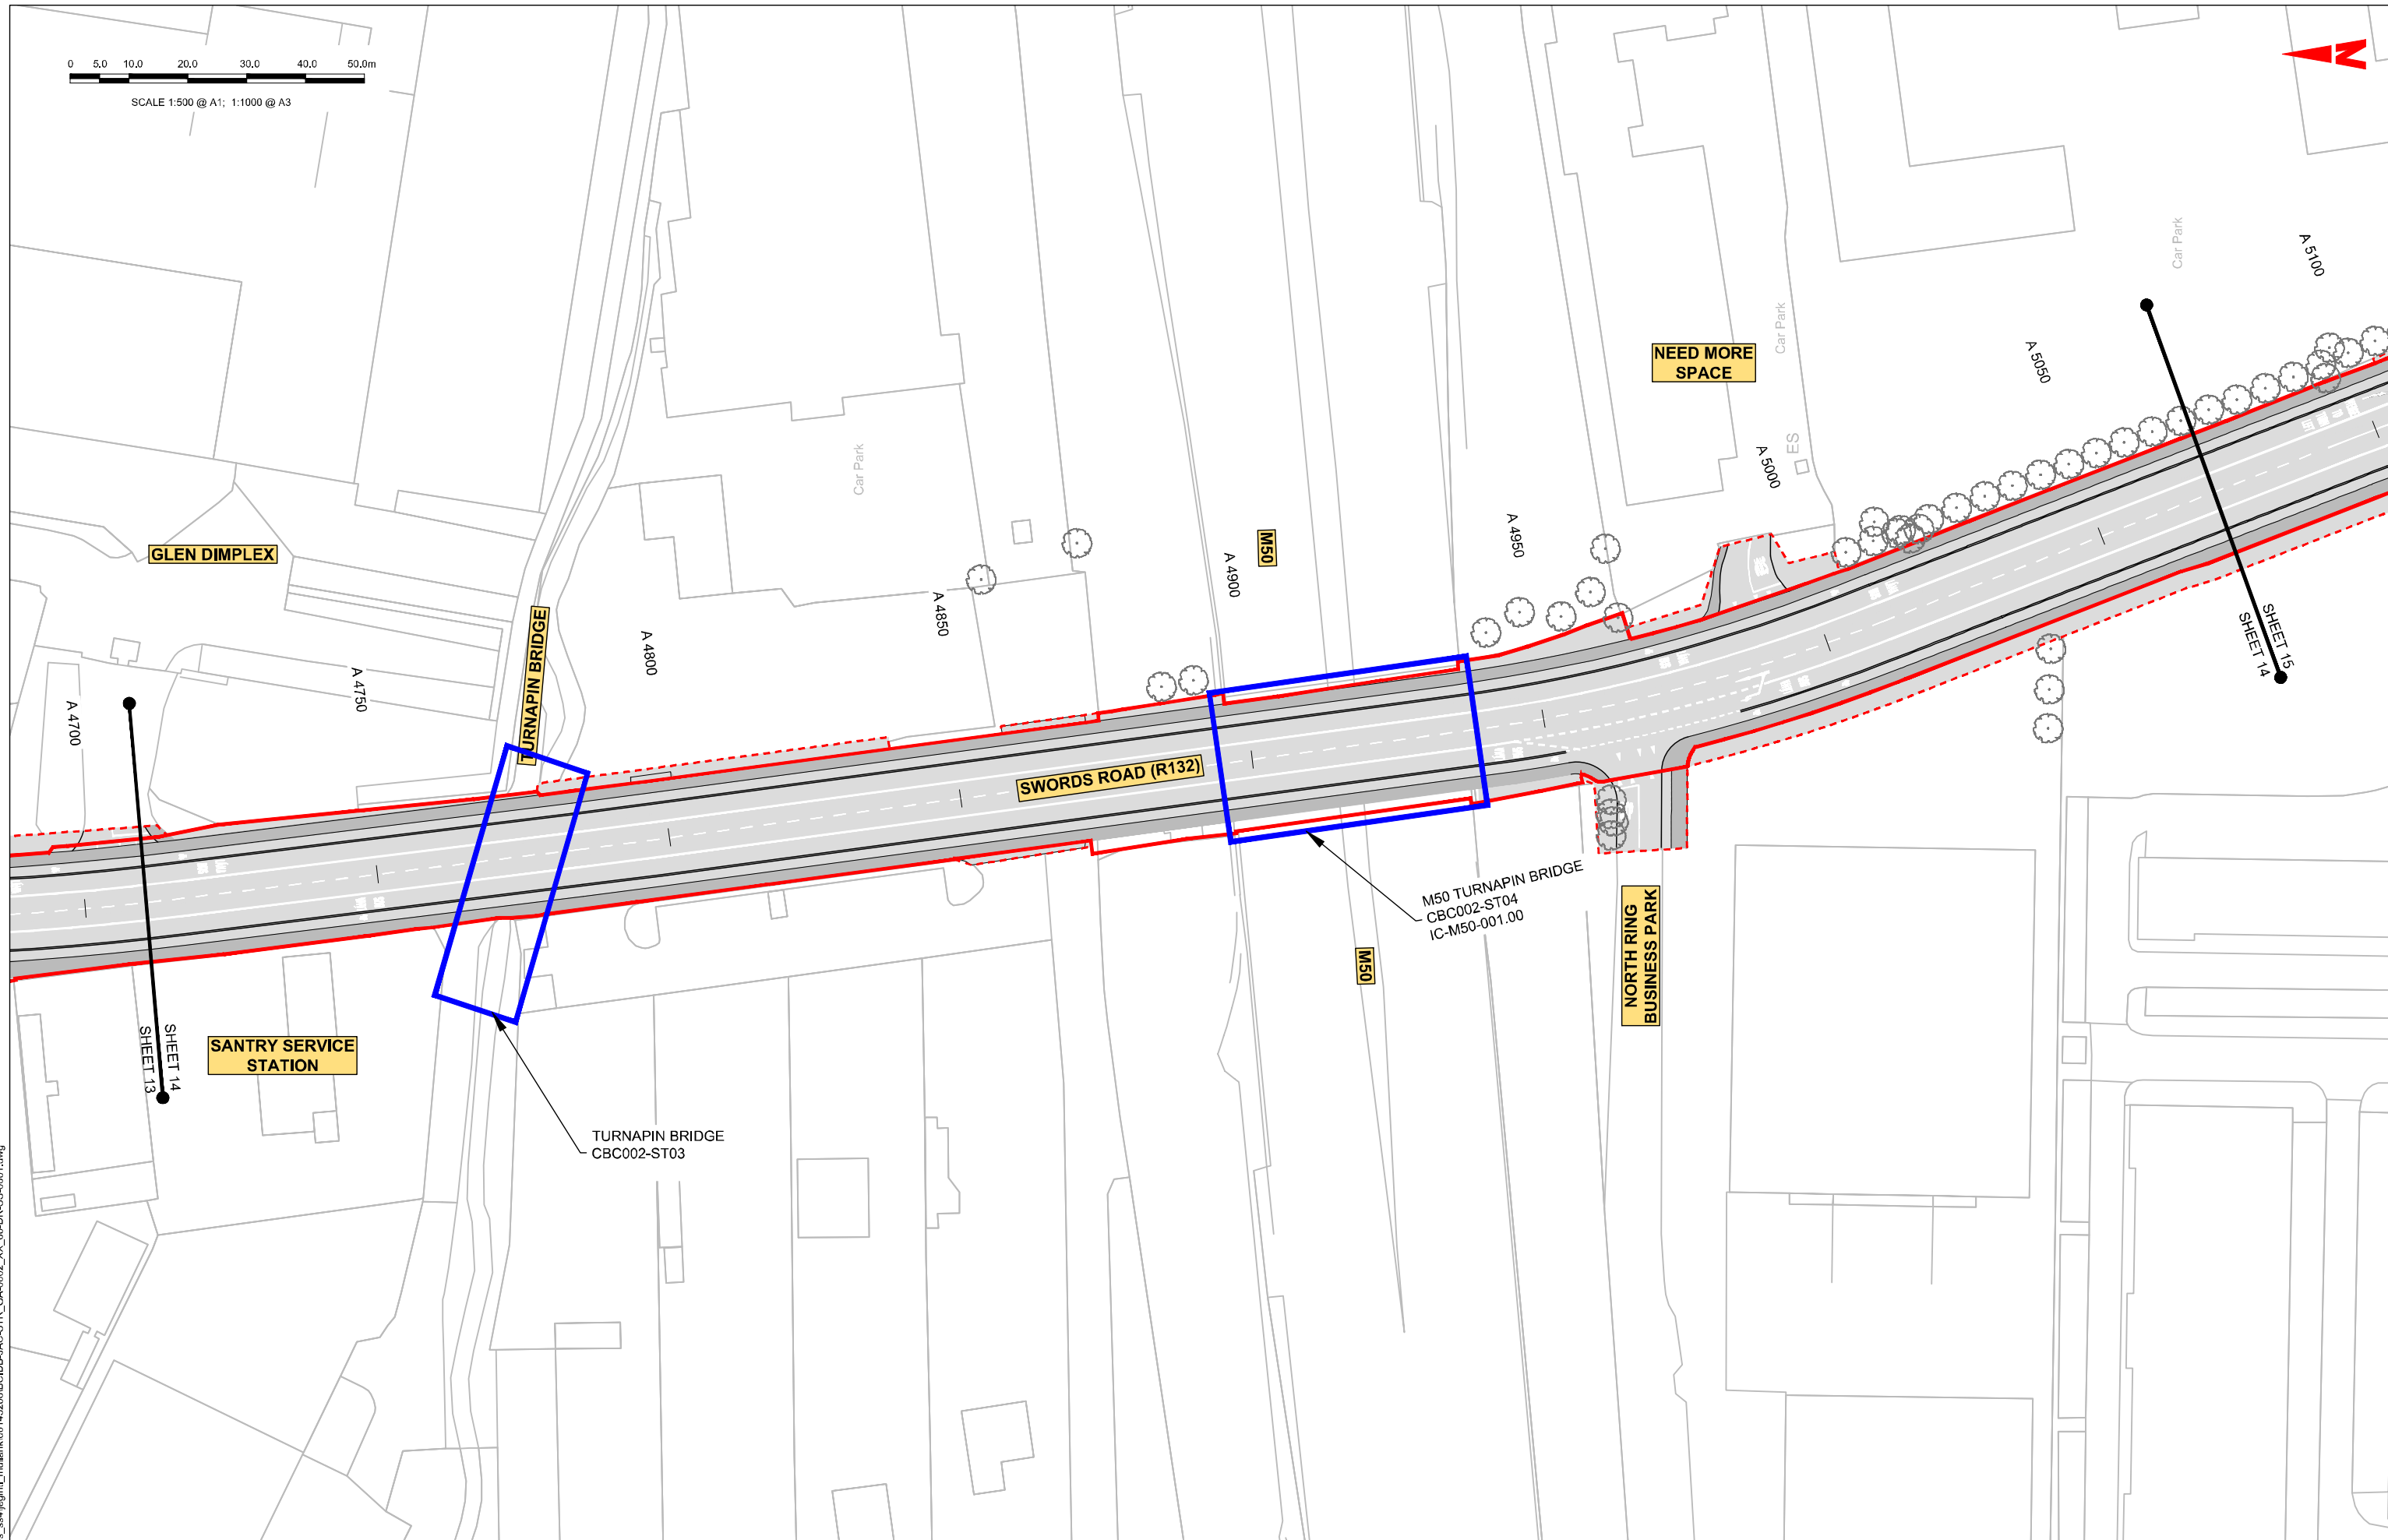 0 5.0 10.0 20.0 30.0 40.0 50.0m
SCALE 1:500 @ A1; 1:1000 @ A3
N
Car Park
A 5100
Car Park
NEED MORE
SPACE
A 5050
ES
A 5000
Car Park
A 4950
M50
A 4900
GLEN DIMPLEX
A 4850
TURNAPIN BRIDGE
A 4800
A 4750
A 4700
SHEET 15
SHEET 14
SWORDS ROAD (R132)
M50 TURNAPIN BRIDGE
CBC002-ST04
IC-M50-001.00
M50
NORTH RING
BUSINESS PARK
SHEET 14
SHEET 13
SANTRY SERVICE
STATION
TURNAPIN BRIDGE
CBC002-ST03